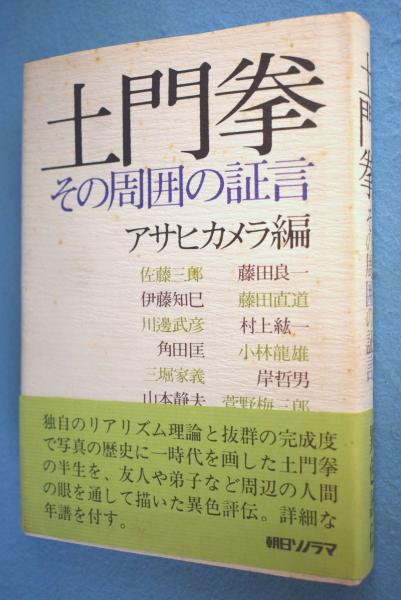 土門拳
その周囲の証言
アサヒカメラ編
佐藤三郎 藤田良一
伊藤知巳 藤田直道
川邊武彦 村上紘一
角田匡 小林龍雄
三堀家義 岸哲男
山本静夫 菅野梅三郎
独自のリアリズム理論と抜群の完成度
で写真の歴史に一時代を画した土門拳
の半生を、友人や弟子など周辺の人間
の眼を通して描いた異色評伝。詳細な
年譜を付す。
朝日ソノラマ
土門拳
その周囲の証言